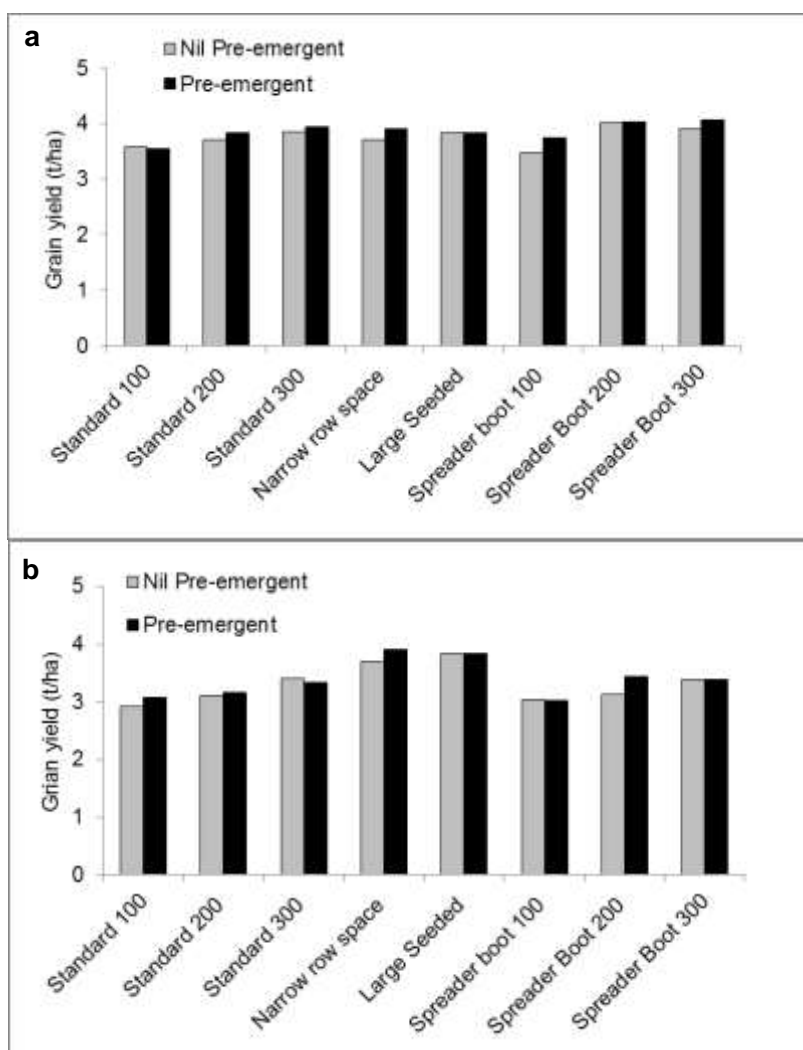 a
Nil Pre-emergent
Pre-emergent
Grain yield (t/ha)
5
4
3
2
1
0
Standard 100
Standard 200
Standard 300
Narrow row space
Large Seeded
Spreader boot 100
Spreader Boot 200
Spreader Boot 300
b
Nil Pre-emergent
Pre-emergent
Grian yield (t/ha)
5
4
3
2
1
0
Standard 100
Standard 200
Standard 300
Narrow row space
Large Seeded
Spreader boot 100
Spreader Boot 200
Spreader Boot 300